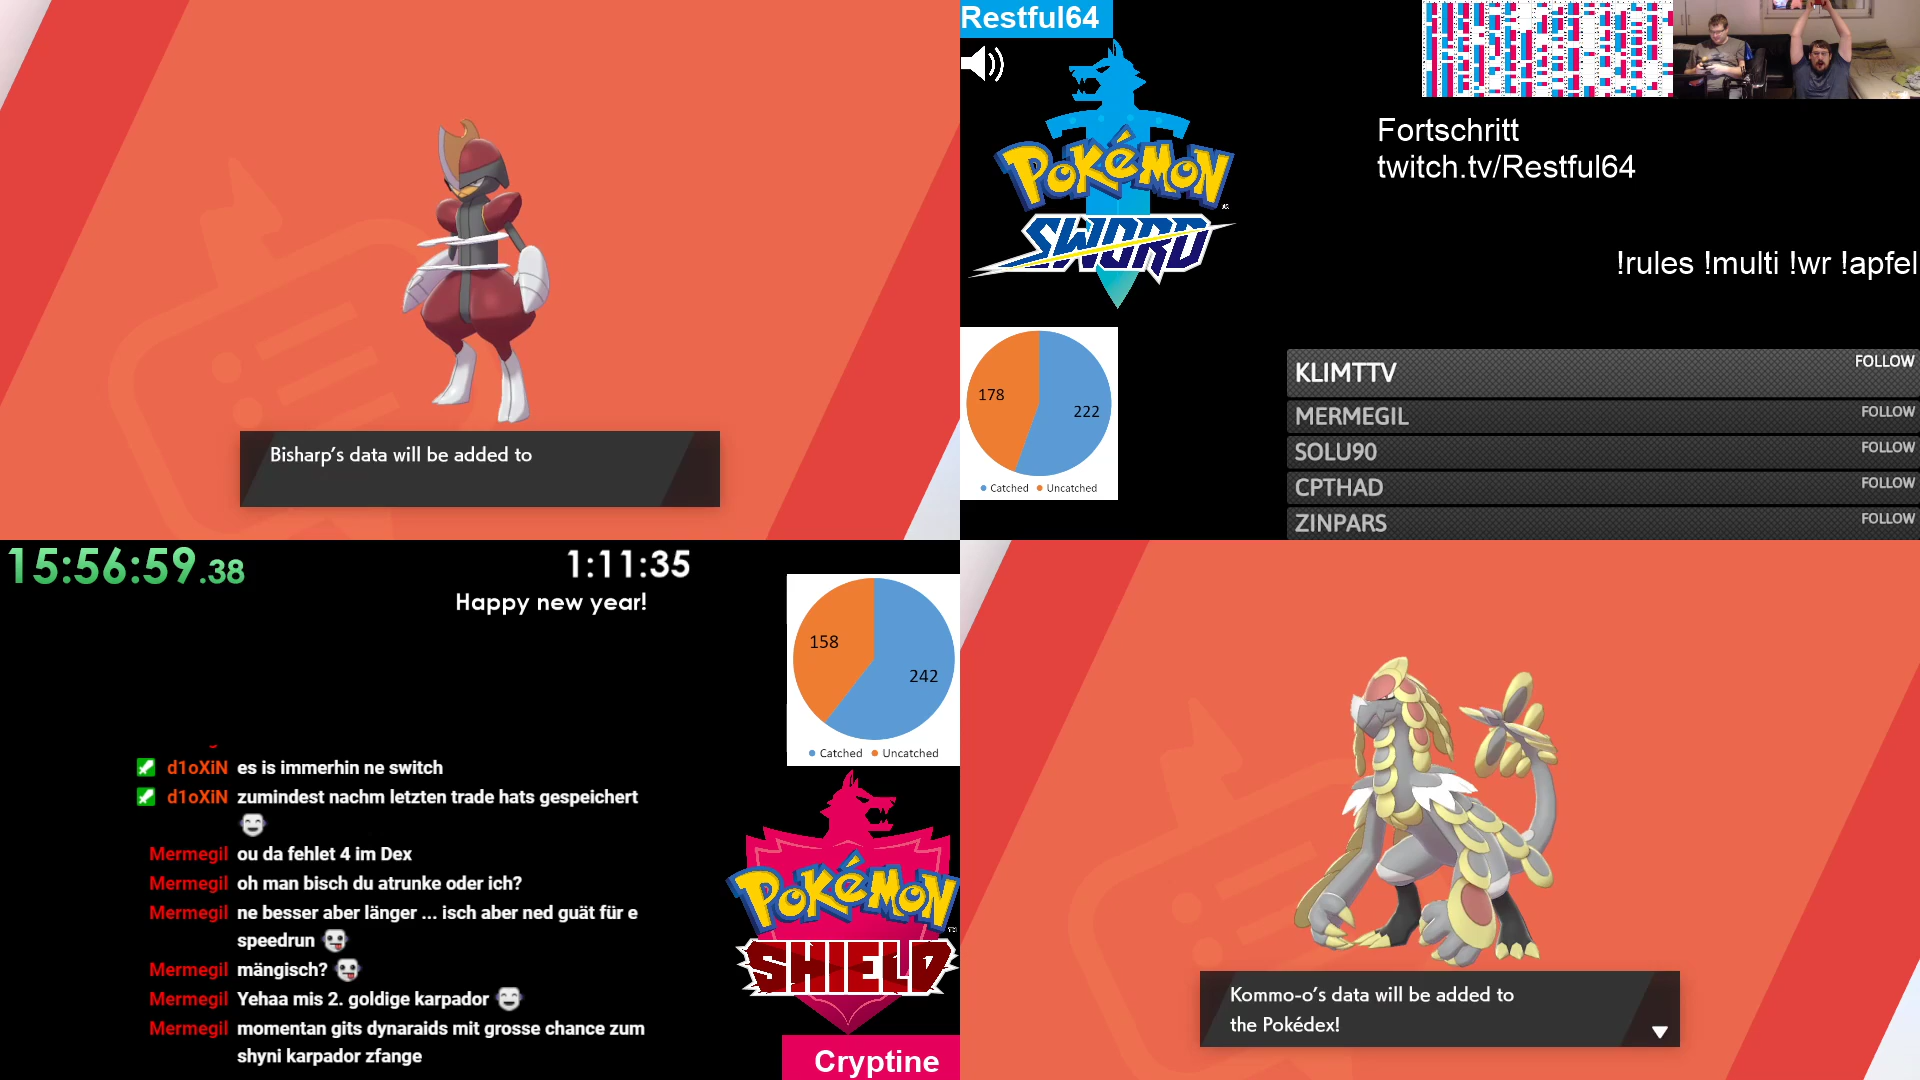 Bisharp's data will be added to
Restful64
POKéMON
SWORD
Fortschritt
twitch.tv/Restful64
!rules !multi !wr !apfel
178
222
Catched Uncatched
KLIMTTV FOLLOW
MERMEGIL FOLLOW
SOLU90 FOLLOW
CPTHAD FOLLOW
ZINPARS FOLLOW
15:56:59.38
1:11:35
Happy new year!
158
242
Catched Uncatched
d1oXiN es is immerhin ne switch
d1oXiN zumindest nachm letzten trade hats gespeichert
Mermegil ou da fehlet 4 im Dex
Mermegil oh man bisch du atrunke oder ich?
Mermegil ne besser aber länger ... isch aber ned guät für e
speedrun
Mermegil mängisch?
Mermegil Yehaa mis 2. goldige karpador
Mermegil momentan gits dynaraids mit grosse chance zum
shyni karpador zfange
POKéMON
SHIELD
Cryptine
Kommo-o's data will be added to
the Pokédex!